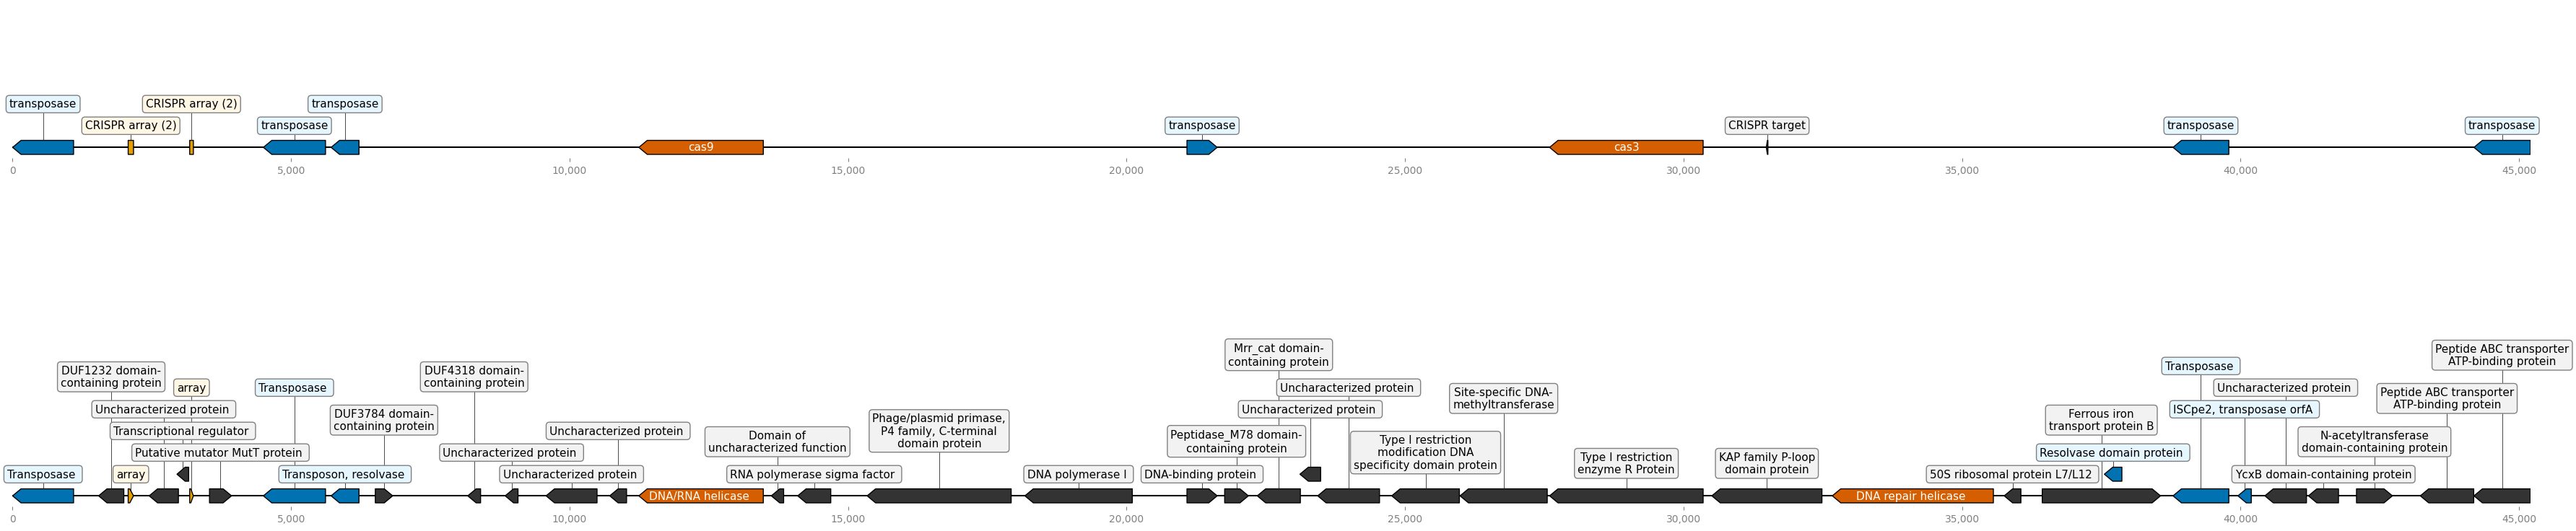 transposase
CRISPR array (2)
transposase
CRISPR array (2)
transposase
transposase
CRISPR target
transposase
transposase
cas9
cas3
0
5,000
10,000
15,000
20,000
25,000
30,000
35,000
40,000
45,000
Mrr_cat domain-
containing protein
Peptide ABC transporter
ATP-binding protein
DUF1232 domain-
containing protein
array
Transposase
DUF4318 domain-
containing protein
Uncharacterized protein
Site-specific DNA-
methyltransferase
Transposase
Uncharacterized protein
Peptide ABC transporter
ATP-binding protein
Uncharacterized protein
DUF3784 domain-
containing protein
Phage/plasmid primase,
P4 family, C-terminal
domain protein
Uncharacterized protein
Ferrous iron
transport protein B
ISCpe2, transposase orfA
Transcriptional regulator
Uncharacterized protein
Domain of
uncharacterized function
Peptidase_M78 domain-
containing protein
Type I restriction
modification DNA
specificity domain protein
N-acetyltransferase
domain-containing protein
Putative mutator MutT protein
Uncharacterized protein
Type I restriction
enzyme R Protein
KAP family P-loop
domain protein
Resolvase domain protein
Transposase
array
Transposon, resolvase
Uncharacterized protein
RNA polymerase sigma factor
DNA polymerase I
DNA-binding protein
50S ribosomal protein L7/L12
YcxB domain-containing protein
DNA/RNA helicase
DNA repair helicase
0
5,000
10,000
15,000
20,000
25,000
30,000
35,000
40,000
45,000